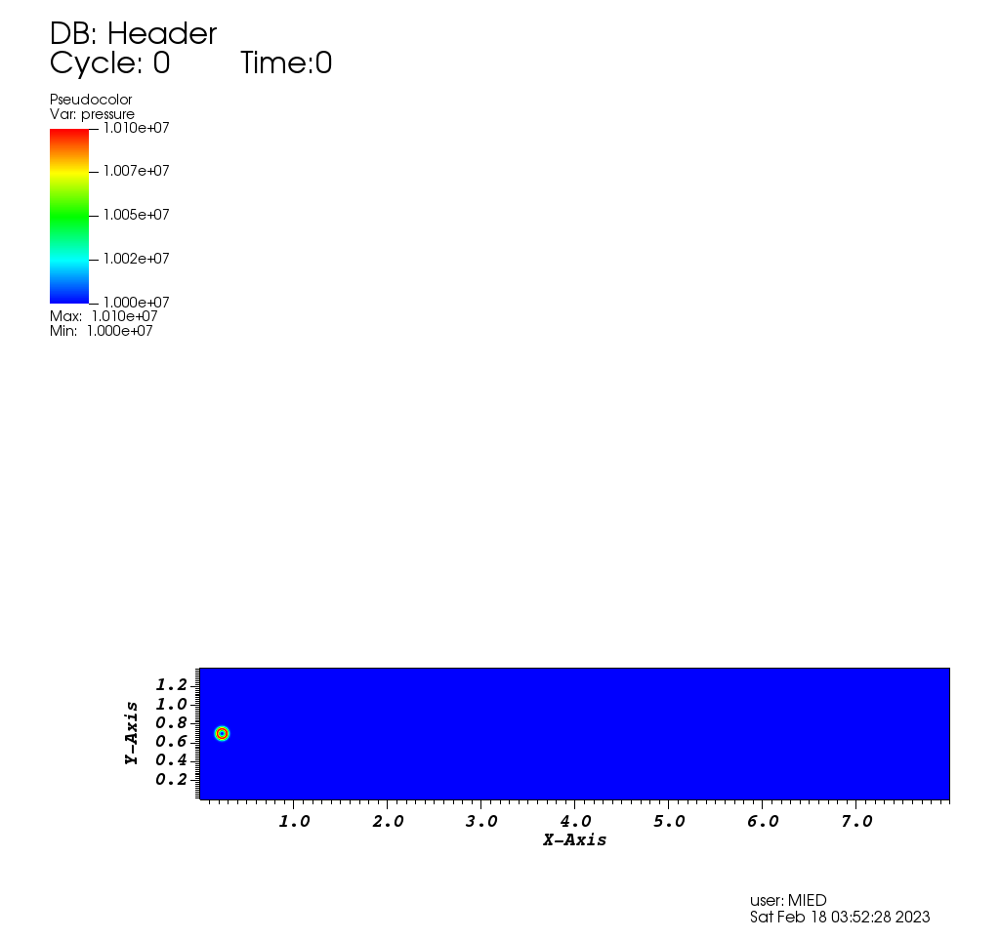 DB: Header
Cycle: 0 Time:0
Pseudocolor
Var: pressure
1.010e+07
1.007e+07
1.005e+07
1.002e+07
1.000e+07
Max: 1.010e+07
Min: 1.000e+07
Y-Axis
1.2
1.0
0.8
0.6
0.4
0.2
1.0 2.0 3.0 4.0 5.0 6.0 7.0
X-Axis
user: MIED
Sat Feb 18 03:52:28 2023